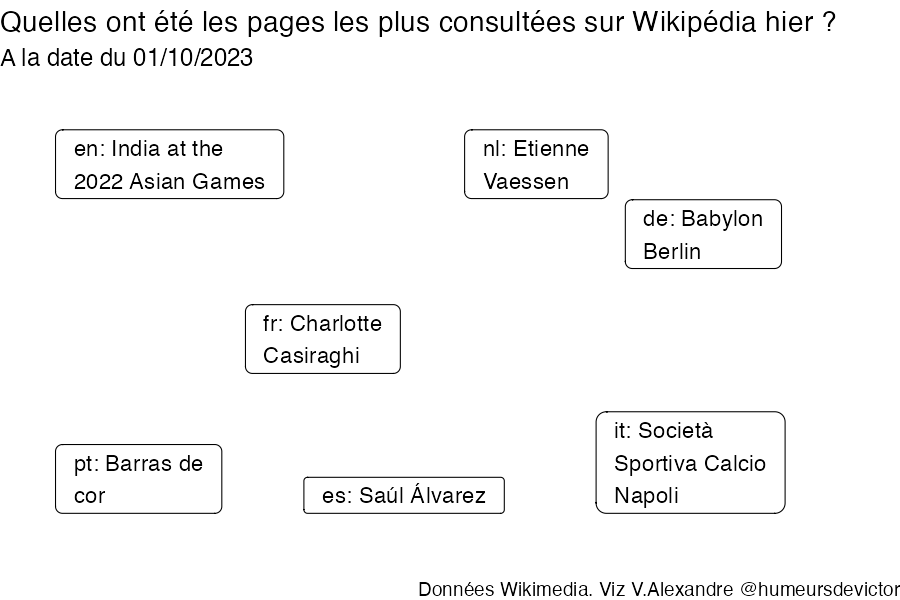 Quelles ont été les pages les plus consultées sur Wikipédia hier ?
A la date du 01/10/2023
en: India at the
2022 Asian Games
nl: Etienne
Vaessen
de: Babylon
Berlin
fr: Charlotte
Casiraghi
pt: Barras de
cor
es: Saúl Álvarez
it: Società
Sportiva Calcio
Napoli
Données Wikimedia. Viz V.Alexandre @humeursdevictor